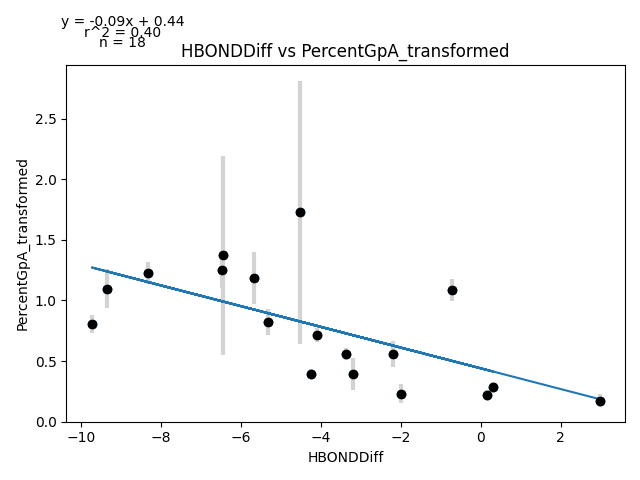 y = -0.09x + 0.44
r^2 = 0.40
n = 18
HBONDDiff vs PercentGpA_transformed
PercentGpA_transformed
2.5
2.0
1.5
1.0
0.5
0.0
−10 −8 −6 −4 −2 0 2
HBONDDiff